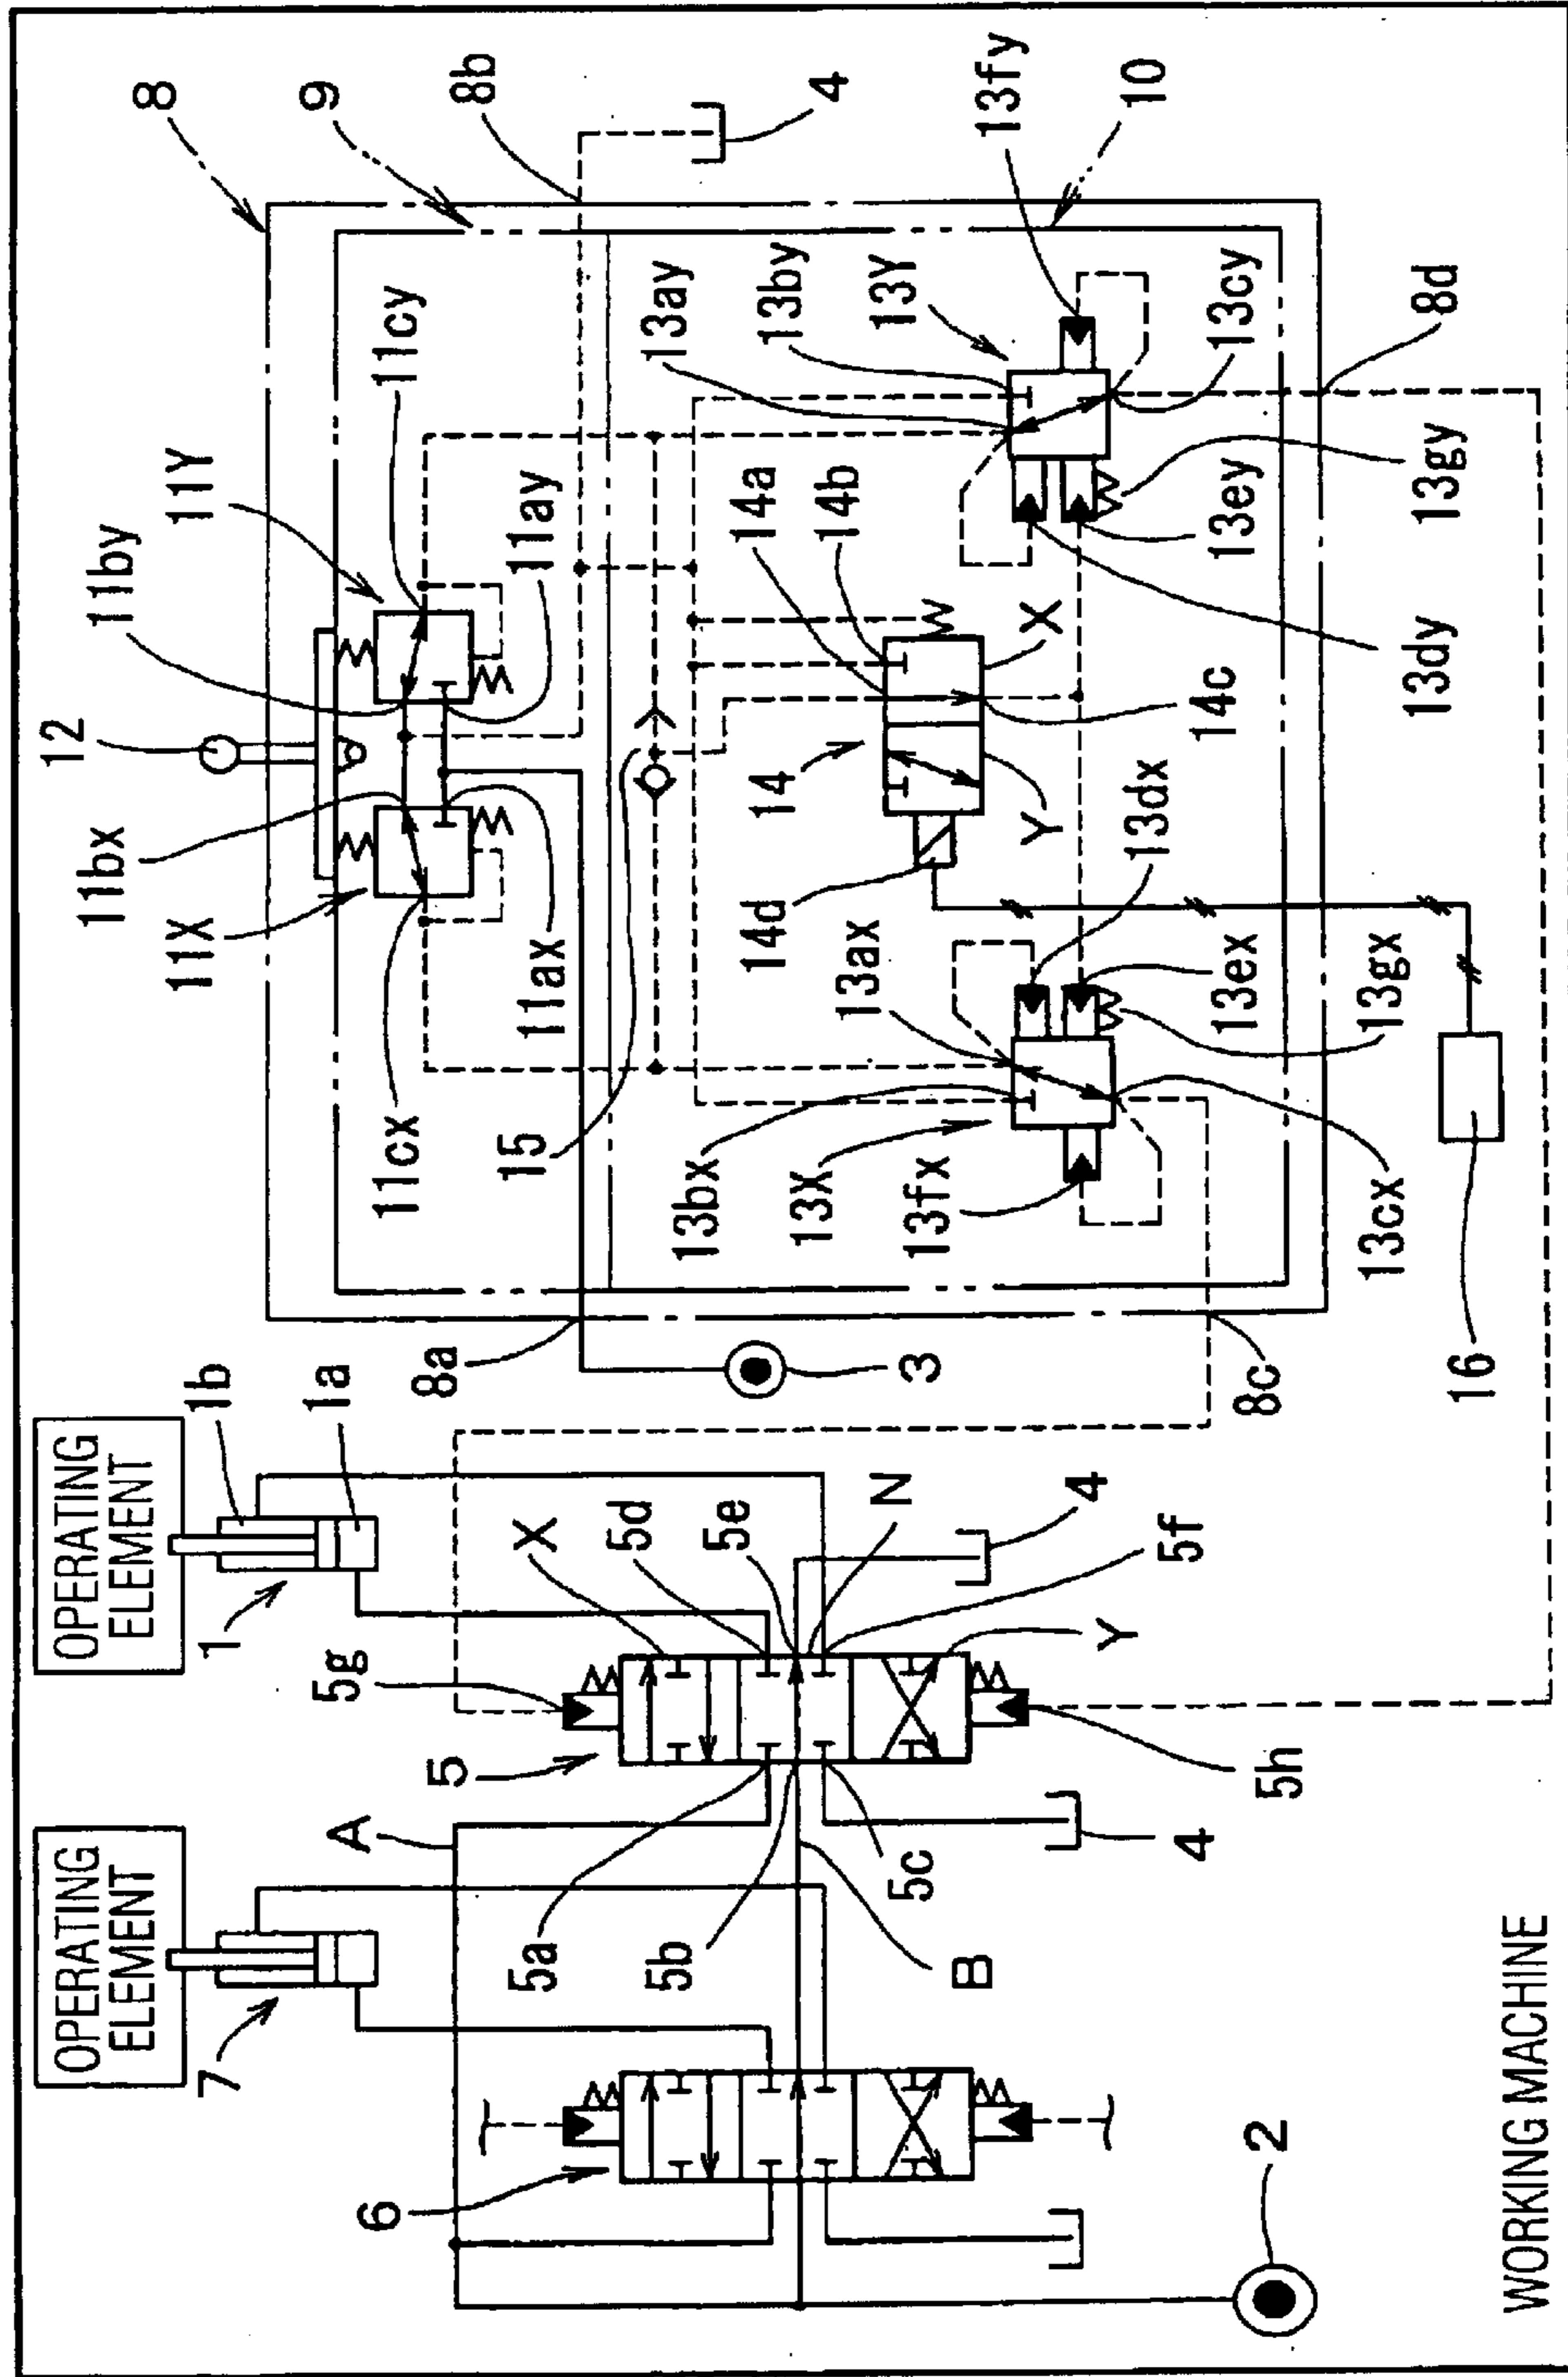 OPERATING
ELEMENT
OPERATING
ELEMENT
7
1
1b
1a
A
5g
X
5d
5e
N
4
5
6
5a
5b
5c
B
5f
Y
5h
4
2
WORKING MACHINE
8
9
8b
4
12
11by
11Y
11cy
11bx
11X
11ay
11cx
11ax
15
8a
3
13ay
13by
13Y
13fy
10
14a
14b
14
14d
X
Y
14c
13dx
13ax
13bx
13X
13fx
13ex
13gx
13cx
13dy
13ey
13gy
13cy
8d
8c
16